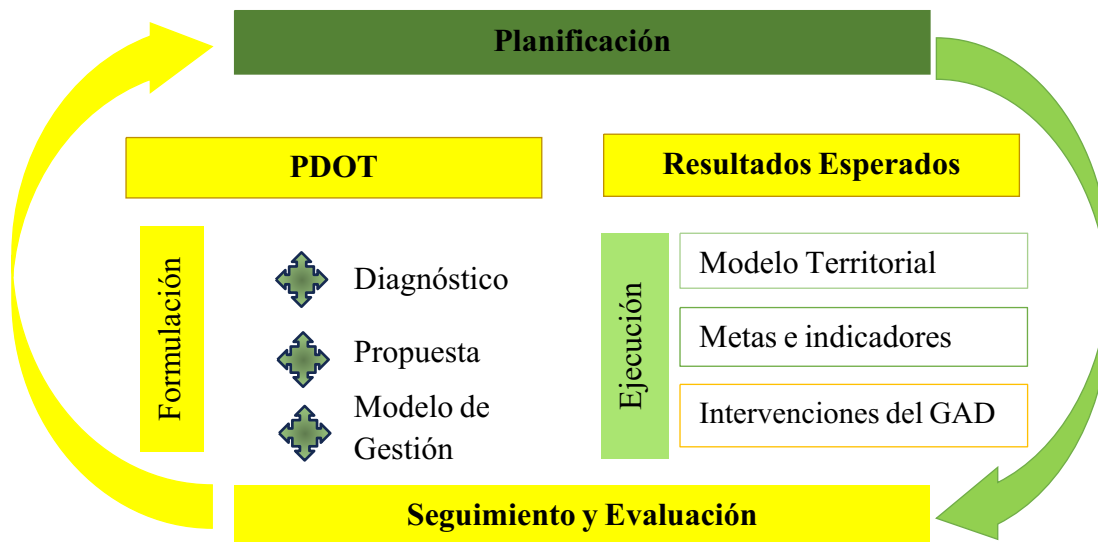 Planificación
PDOT
Resultados Esperados
Formulación
Diagnóstico
Propuesta
Modelo de
Gestión
Ejecución
Modelo Territorial
Metas e indicadores
Intervenciones del GAD
Seguimiento y Evaluación